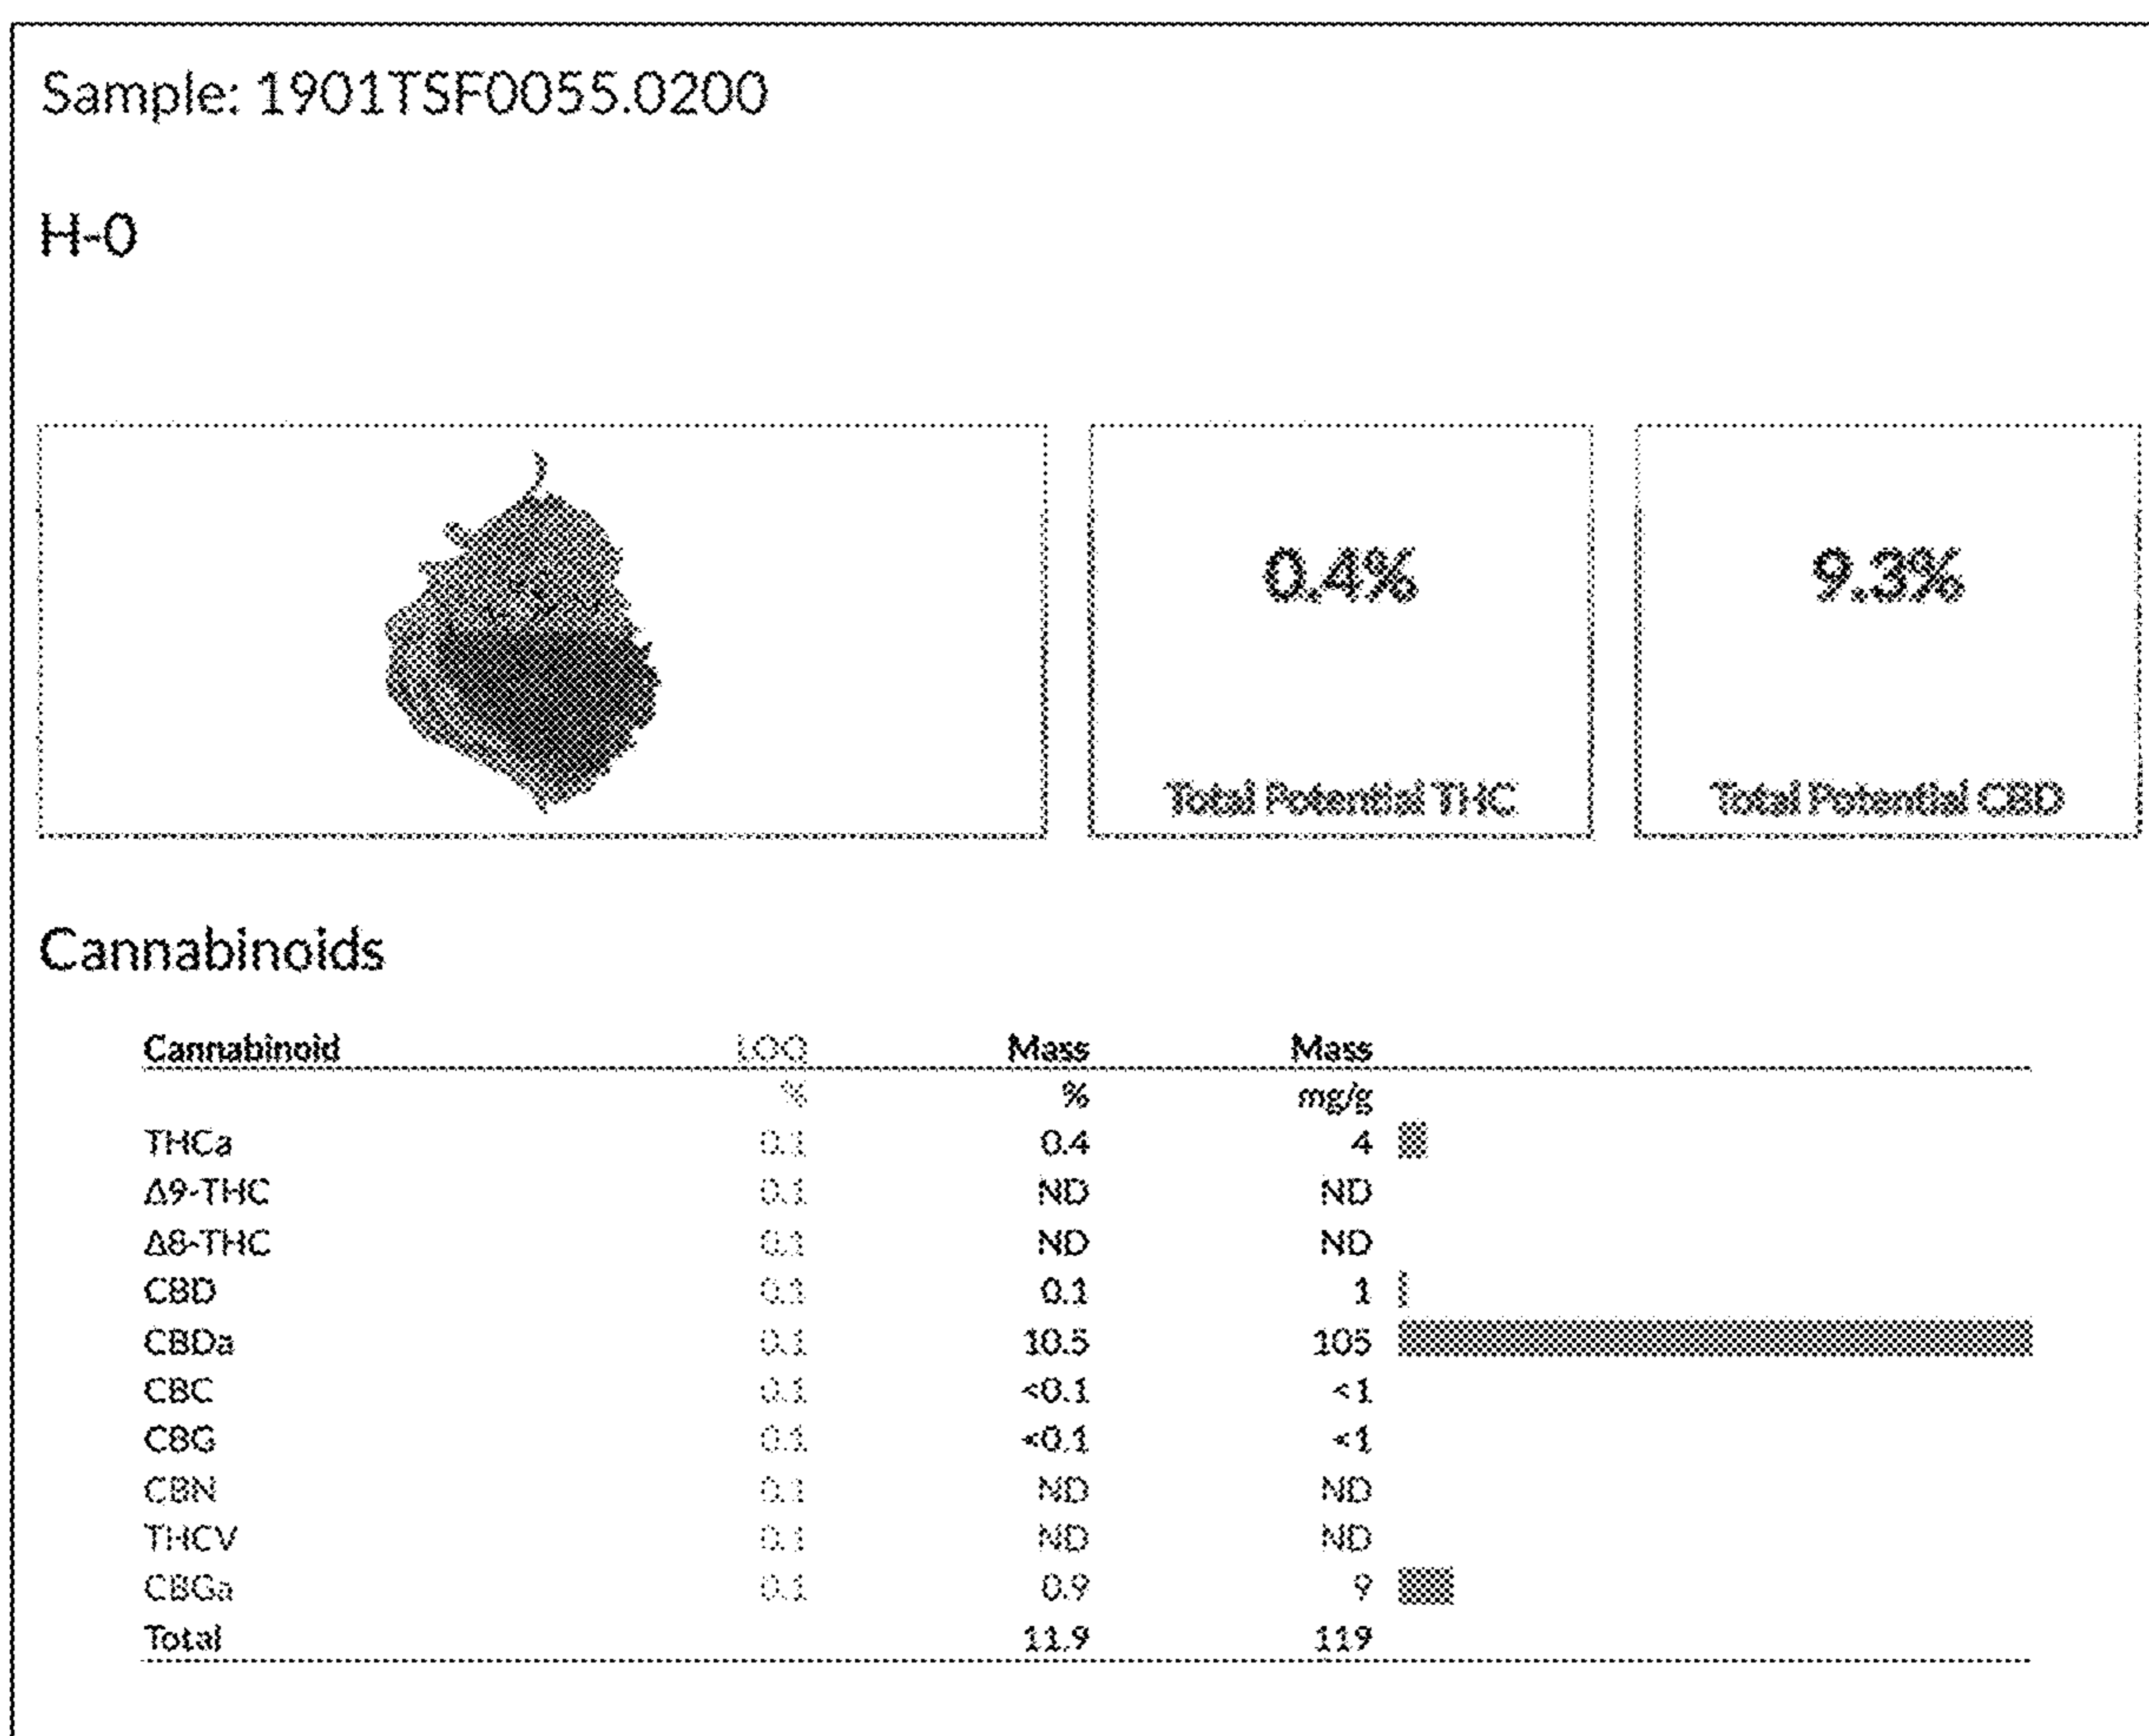 Sample: 1901TSF0055.0200
H-0
0.4%
Total Potential THC
9.3%
Total Potential CBD
Cannabinoids
Cannabinoid LOQ Mass Mass
% % mg/g
THCa 0.1 0.4 4
Δ9-THC 0.1 ND ND
Δ8-THC 0.1 ND ND
CBD 0.1 0.1 1
CBDa 0.1 10.5 105
CBC 0.1 <0.1 <1
CBG 0.1 <0.1 <1
CBN 0.1 ND ND
THCV 0.1 ND ND
CBGa 0.1 0.9 9
Total 11.9 119